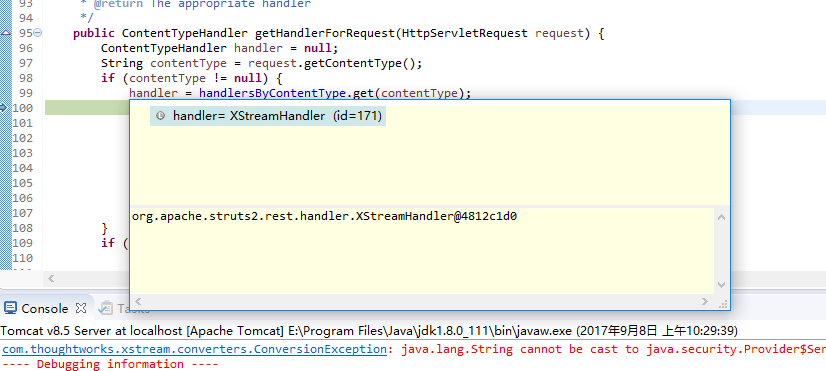 93 * @return The appropriate handler
94 */
95 public ContentTypeHandler getHandlerForRequest(HttpServletRequest request) {
96 ContentTypeHandler handler = null;
97 String contentType = request.getContentType();
98 if (contentType != null) {
99 handler = handlersByContentType.get(contentType);
100
101
handler= XStreamHandler (id=171)
102
103
104
105
106
107
org.apache.struts2.rest.handler.XStreamHandler@4812c1d0
108 }
109 if (
110
Console Tasks
Tomcat v8.5 Server at localhost [Apache Tomcat] E:\Program Files\Java\jdk1.8.0_111\bin\javaw.exe (2017年9月8日 上午10:29:39)
com.thoughtworks.xstream.converters.ConversionException: java.lang.String cannot be cast to java.security.Provider$Ser
---- Debugging information ----